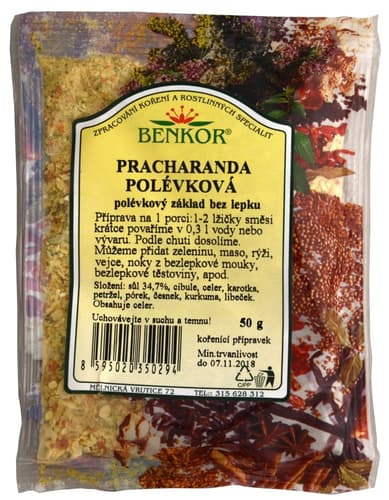 ZPRACOVÁNÍ KOŘENÍ A ROSTLINNÝCH SPECIALIT
BENKOR®
PRACHARANDA
POLÉVKOVÁ
polévkový základ bez lepku
Příprava na 1 porci:1-2 lžičky směsi
krátce povaříme v 0,3 l vody nebo
vývaru. Podle chuti dosolíme.
Můžeme přidat zeleninu, maso, rýži,
vejce, noky z bezlepkové mouky,
bezlepkové těstoviny, apod.
Složení: sůl 34,7%, cibule, celer, karotka,
petržel, pórek, česnek, kurkuma, libeček.
Obsahuje celer.
Uchovávejte v suchu a temnu!
50 g
kořenící přípravek
Min.trvanlivost
do 07.11.2018
8 595020 350294
C/PP
MĚLNICKÁ VRUTICE 72
TEL.: 315 628 312